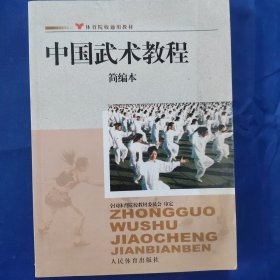 体育院校通用教材
中国武术教程
简编本
全国体育院校教材委员会 审定
ZHONGGUO
WUSHU
JIAOCHENG
JIANBIANBEN
人民体育出版社